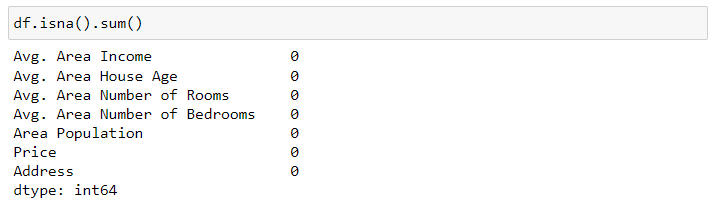 df.isna().sum()
Avg. Area Income 0
Avg. Area House Age 0
Avg. Area Number of Rooms 0
Avg. Area Number of Bedrooms 0
Area Population 0
Price 0
Address 0
dtype: int64